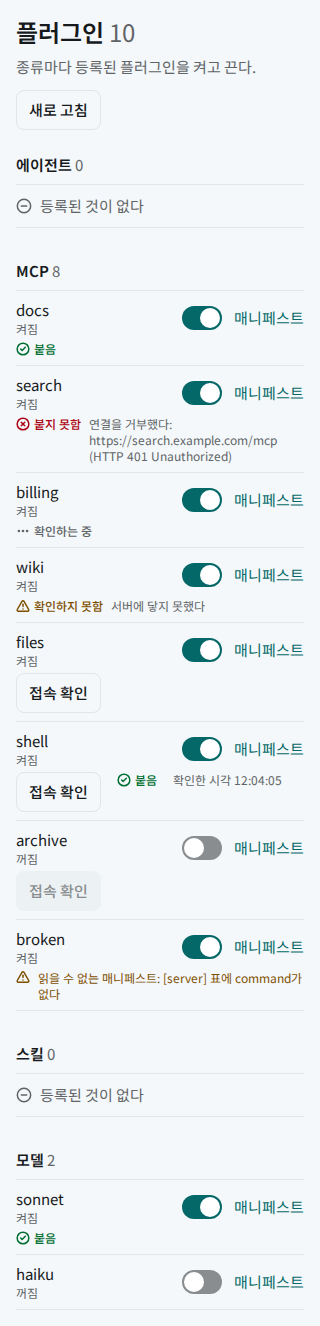 플러그인 10
종류마다 등록된 플러그인을 켜고 끈다.
새로 고침
에이전트 0
등록된 것이 없다
MCP 8
docs
켜짐
매니페스트
붙음
search
켜짐
매니페스트
붙지 못함 연결을 거부했다:
https://search.example.com/mcp
(HTTP 401 Unauthorized)
billing
켜짐
매니페스트
확인하는 중
wiki
켜짐
매니페스트
확인하지 못함 서버에 닿지 못했다
files
켜짐
매니페스트
접속 확인
shell
켜짐
매니페스트
접속 확인 붙음 확인한 시각 12:04:05
archive
꺼짐
매니페스트
접속 확인
broken
켜짐
매니페스트
읽을 수 없는 매니페스트: [server] 표에 command가
없다
스킬 0
등록된 것이 없다
모델 2
sonnet
켜짐
매니페스트
붙음
haiku
꺼짐
매니페스트